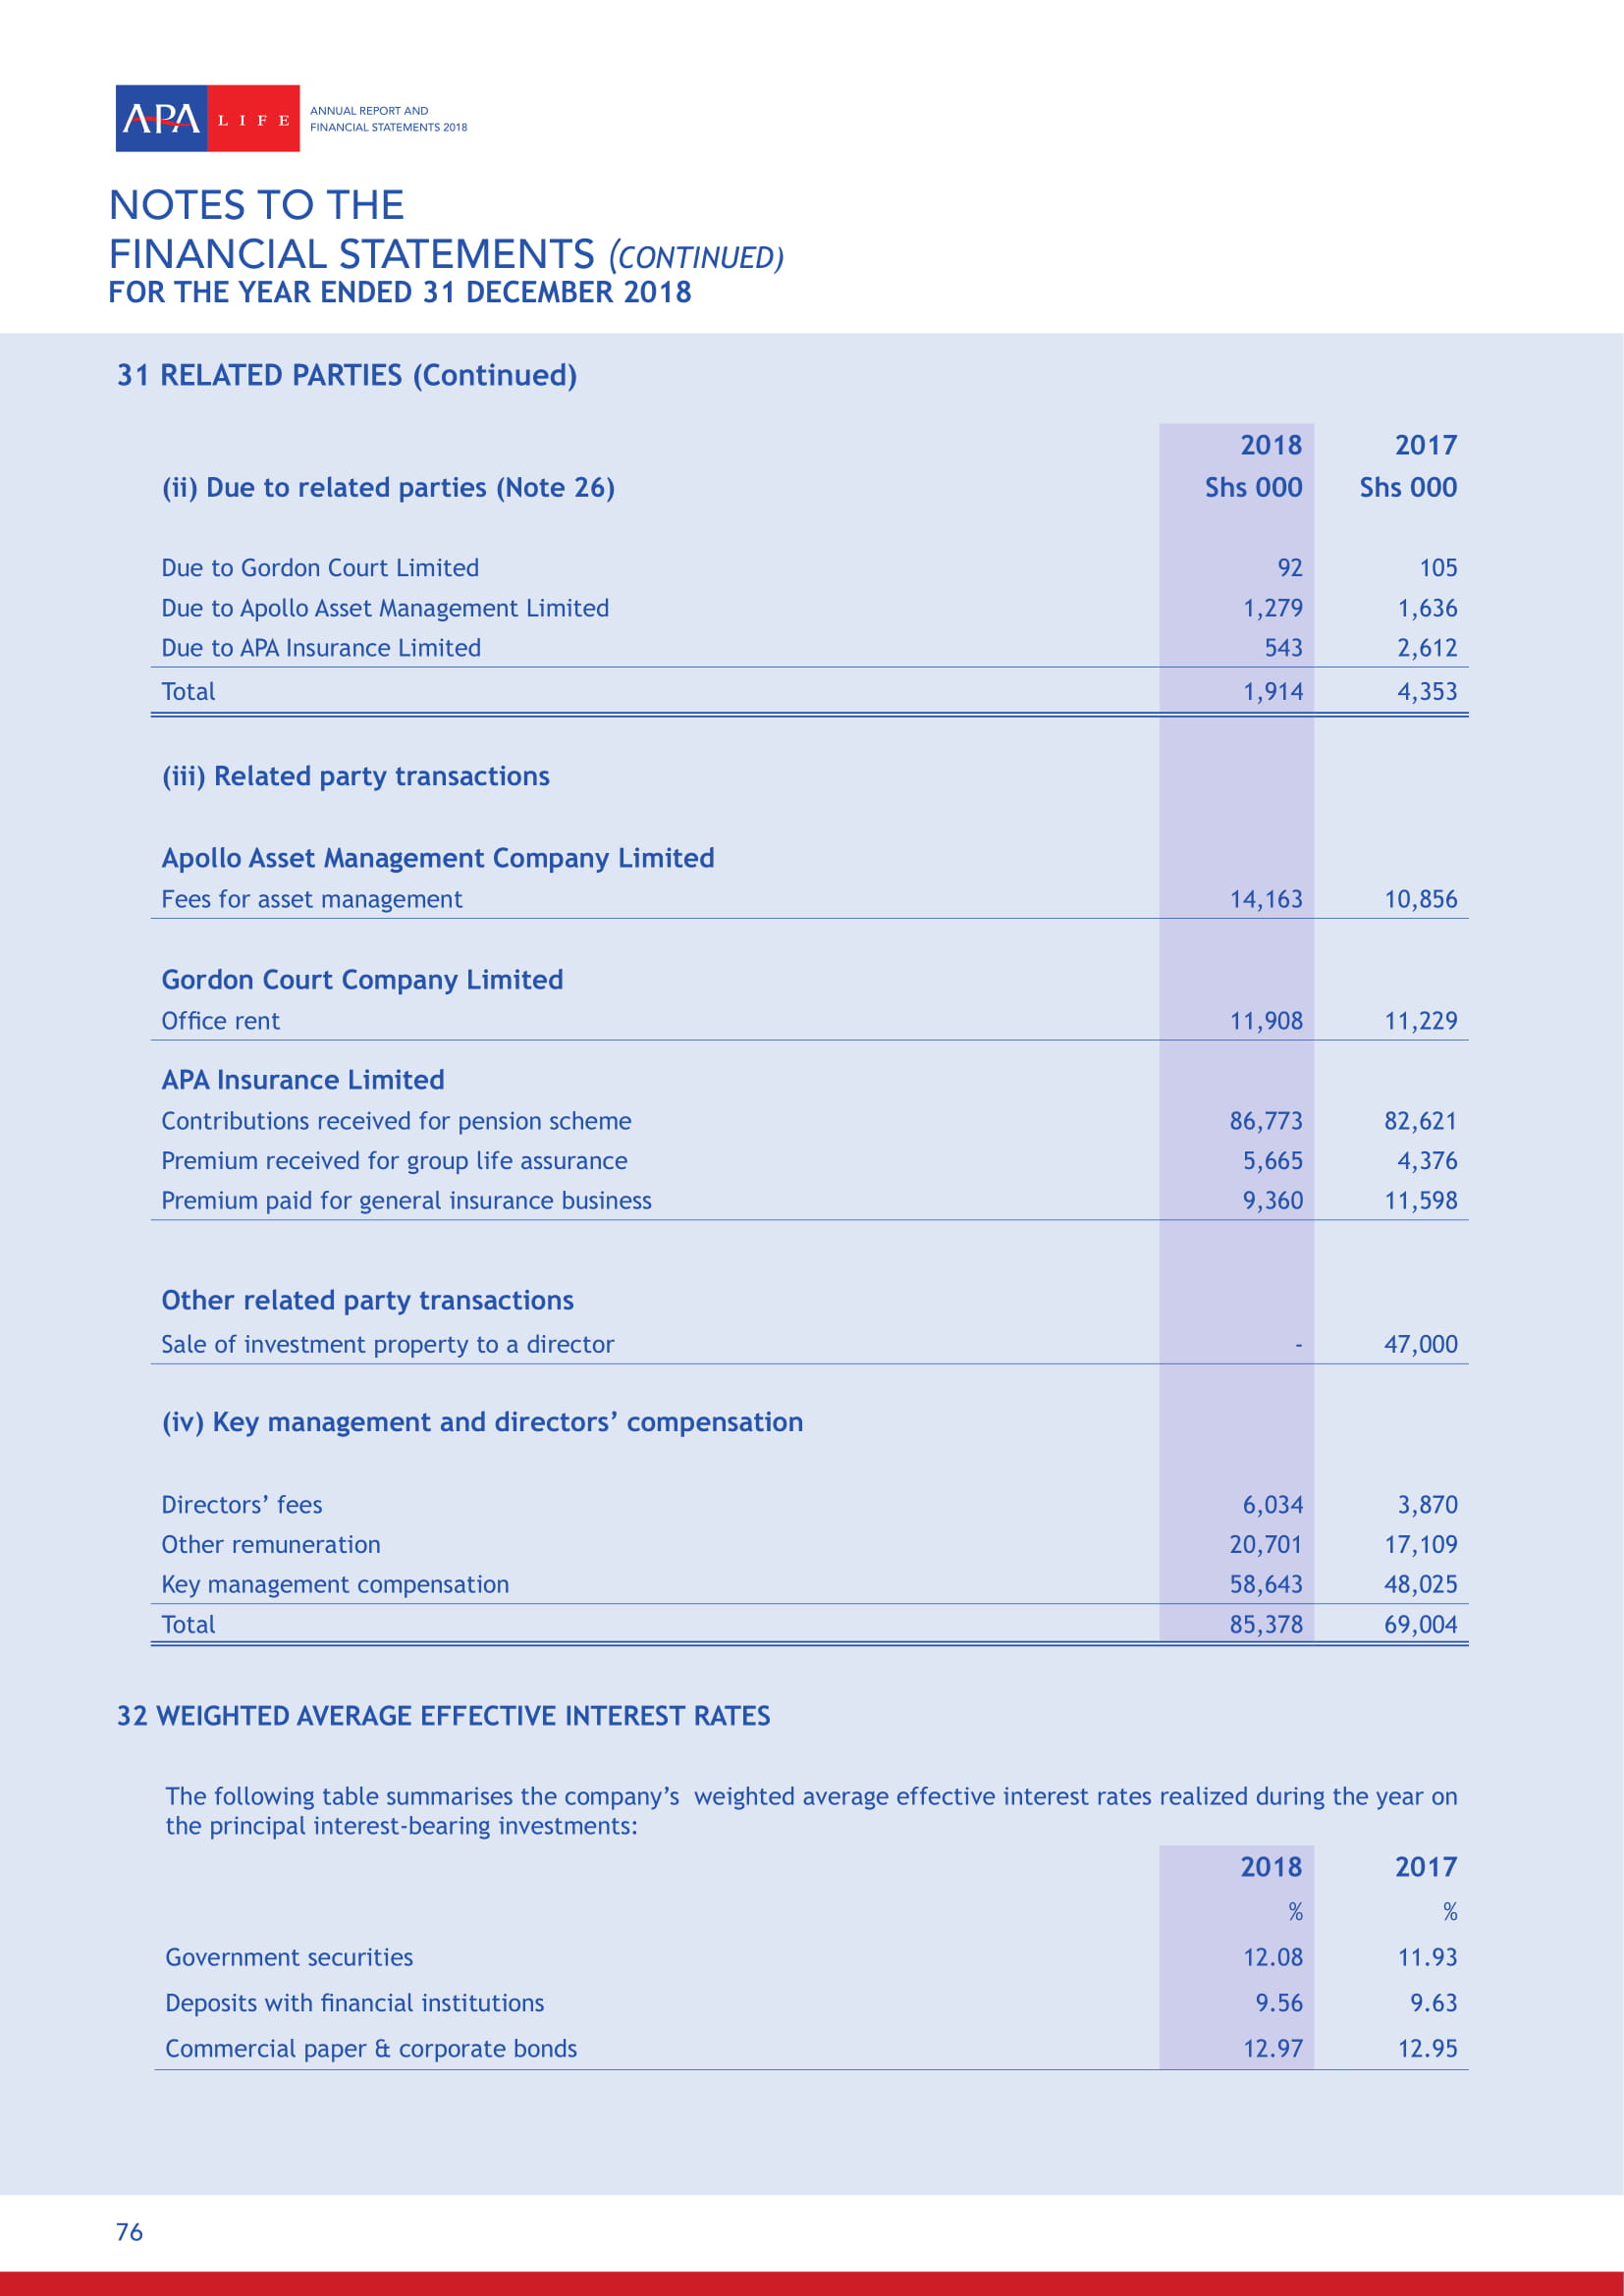 APA LIFE
ANNUAL REPORT AND
FINANCIAL STATEMENTS 2018
NOTES TO THE
FINANCIAL STATEMENTS (CONTINUED)
FOR THE YEAR ENDED 31 DECEMBER 2018
31 RELATED PARTIES (Continued)
2018 2017
(ii) Due to related parties (Note 26) Shs 000 Shs 000
Due to Gordon Court Limited 92 105
Due to Apollo Asset Management Limited 1,279 1,636
Due to APA Insurance Limited 543 2,612
Total 1,914 4,353
(iii) Related party transactions
Apollo Asset Management Company Limited
Fees for asset management 14,163 10,856
Gordon Court Company Limited
Office rent 11,908 11,229
APA Insurance Limited
Contributions received for pension scheme 86,773 82,621
Premium received for group life assurance 5,665 4,376
Premium paid for general insurance business 9,360 11,598
Other related party transactions
Sale of investment property to a director - 47,000
(iv) Key management and directors’ compensation
Directors’ fees 6,034 3,870
Other remuneration 20,701 17,109
Key management compensation 58,643 48,025
Total 85,378 69,004
32 WEIGHTED AVERAGE EFFECTIVE INTEREST RATES
The following table summarises the company’s weighted average effective interest rates realized during the year on
the principal interest-bearing investments:
2018 2017
% %
Government securities 12.08 11.93
Deposits with financial institutions 9.56 9.63
Commercial paper & corporate bonds 12.97 12.95
76